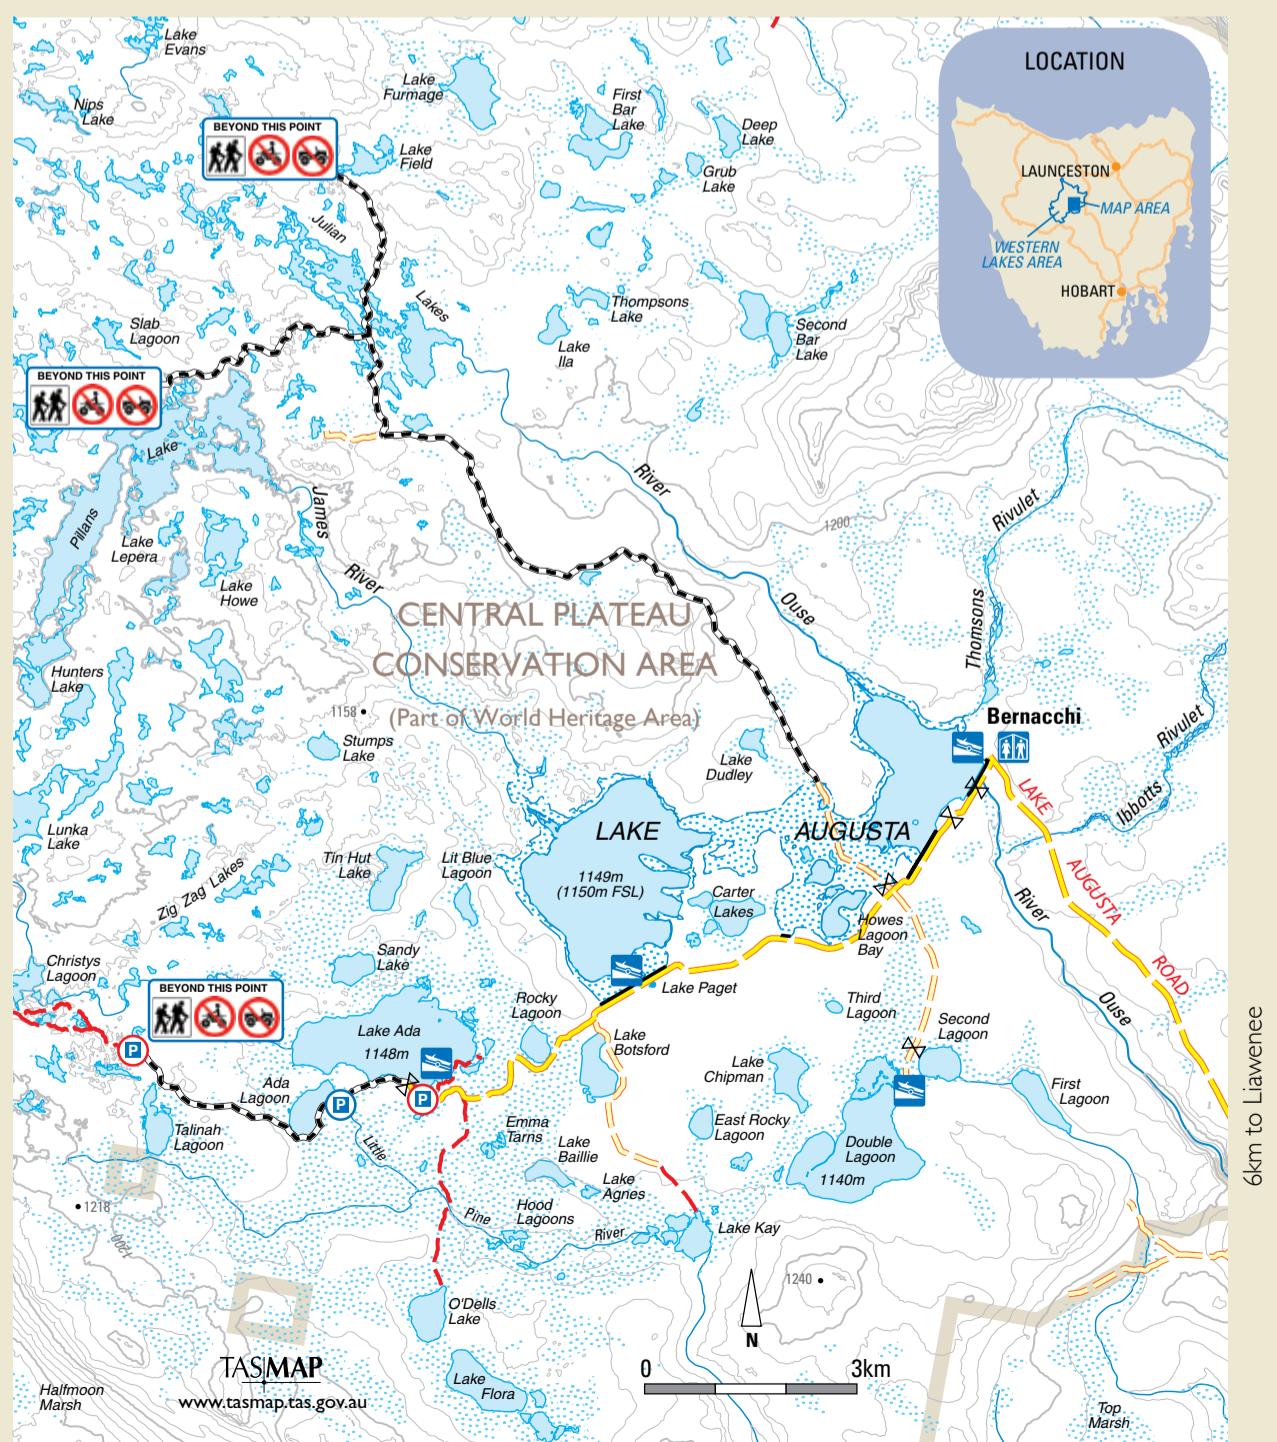 Lake
Evans
Nips
Lake
Lake
Furmage
First
Bar
Lake
Deep
Lake
Grub
Lake
LOCATION
LAUNCESTON
MAP AREA
WESTERN
LAKES AREA
HOBART
BEYOND THIS POINT
Lake
Field
Julian
Lakes
Slab
Lagoon
Thompsons
Lake
Lake
Ila
Second
Bar
Lake
BEYOND THIS POINT
Lake
Pillans
Lake
Lepera
Lake
Howe
James
River
River
Ouse
1200
Rivulet
Thomsons
CENTRAL PLATEAU
CONSERVATION AREA
(Part of World Heritage Area)
Hunters
Lake
1158
Stumps
Lake
Lake
Dudley
Bernacchi
Rivulet
Ibbotts
LAKE
AUGUSTA
ROAD
Lunka
Lake
Zig Zag Lakes
Tin Hut
Lake
Lit Blue
Lagoon
LAKE
AUGUSTA
1149m
(1150m FSL)
Carter
Lakes
Howes
Lagoon
Bay
River
Ouse
Christys
Lagoon
Sandy
Lake
BEYOND THIS POINT
Lake Paget
Rocky
Lagoon
Lake Ada
1148m
Lake
Botsford
Third
Lagoon
Second
Lagoon
P
Ada
Lagoon
P
P
Lake
Chipman
First
Lagoon
Talinah
Lagoon
Little
Emma
Tarns
Lake
Baillie
East Rocky
Lagoon
Double
Lagoon
1140m
Lake
Agnes
1218
1200
Pine
Hood
Lagoons
River
Lake Kay
6km to Liawenee
1240
N
O'Dells
Lake
0
3km
TASMAP
www.tasmap.tas.gov.au
Lake
Flora
Halfmoon
Marsh
Top
Marsh